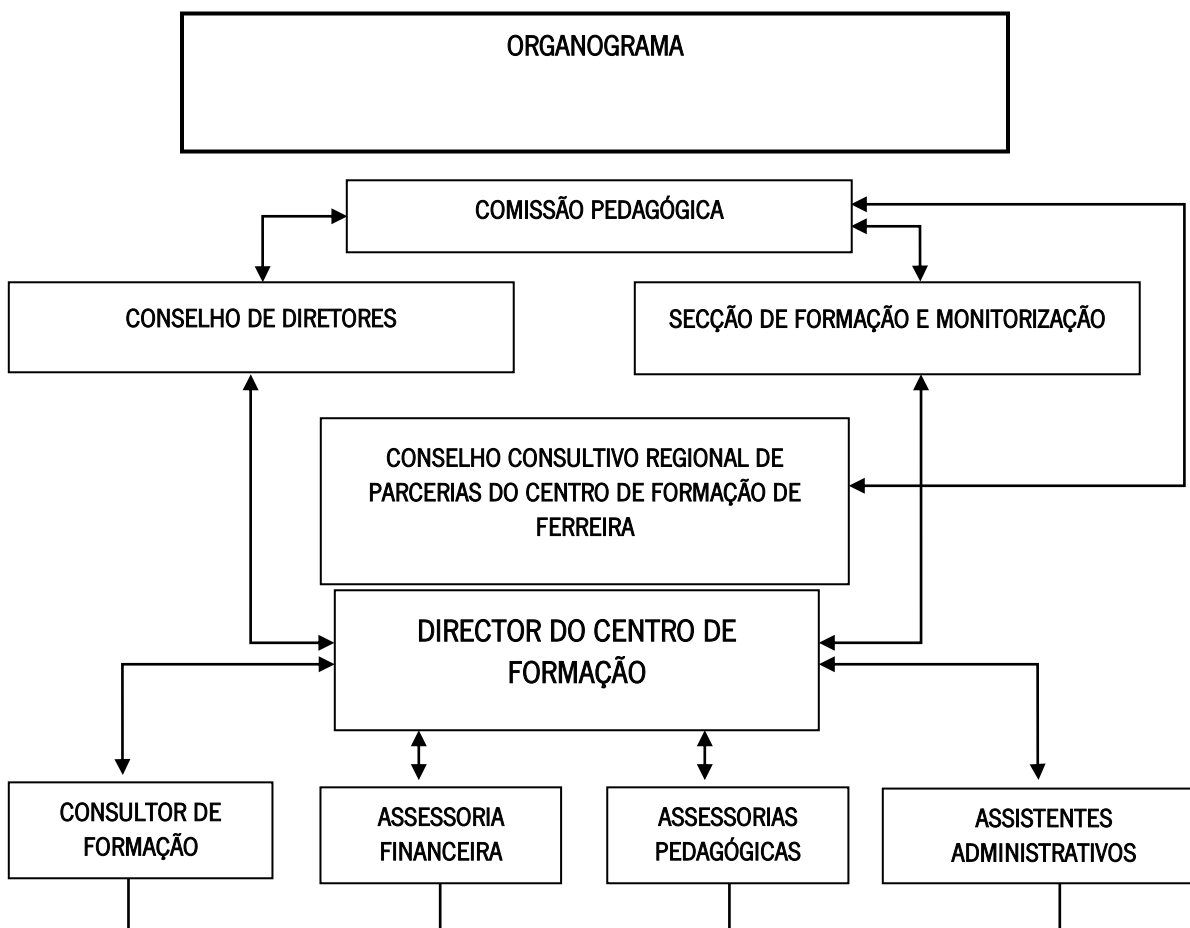 ORGANOGRAMA
COMISSÃO PEDAGÓGICA
CONSELHO DE DIRETORES
SECÇÃO DE FORMAÇÃO E MONITORIZAÇÃO
CONSELHO CONSULTIVO REGIONAL DE
PARCERIAS DO CENTRO DE FORMAÇÃO DE
FERREIRA
DIRECTOR DO CENTRO DE
FORMAÇÃO
CONSULTOR DE
FORMAÇÃO
ASSESSORIA
FINANCEIRA
ASSESSORIAS
PEDAGÓGICAS
ASSISTENTES
ADMINISTRATIVOS